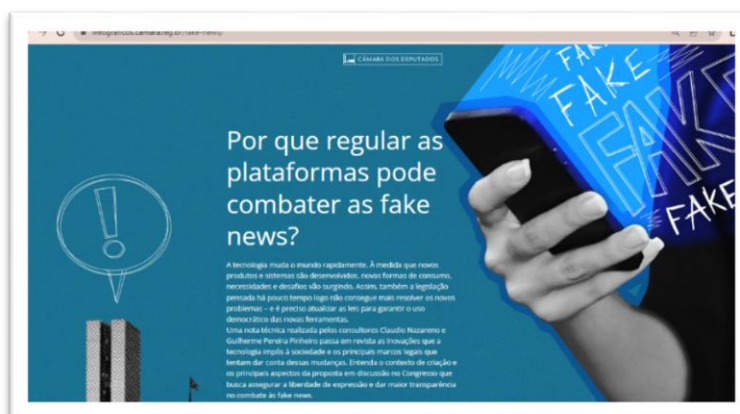 infograficos.camara.leg.br/fake-news/
CÂMARA DOS DEPUTADOS
Por que regular as
plataformas pode
combater as fake
news?
A tecnologia muda o mundo rapidamente. À medida que novos
produtos e sistemas são desenvolvidos, novas formas de consumo,
necessidades e desafios vão surgindo. Assim, também a legislação
pensada há pouco tempo logo não consegue mais resolver os novos
problemas – e é preciso atualizar as leis para garantir o uso
democrático das novas ferramentas.
Uma nota técnica realizada pelos consultores Claudio Nazareno e
Guilherme Pereira Pinheiro passa em revista as inovações que a
tecnologia impôs à sociedade e os principais marcos legais que
tentam dar conta dessas mudanças. Entenda o contexto de criação e
os principais aspectos da proposta em discussão no Congresso que
busca assegurar a liberdade de expressão e dar maior transparência
no combate às fake news.
FAKE
FAKE
FAKE
FAKE